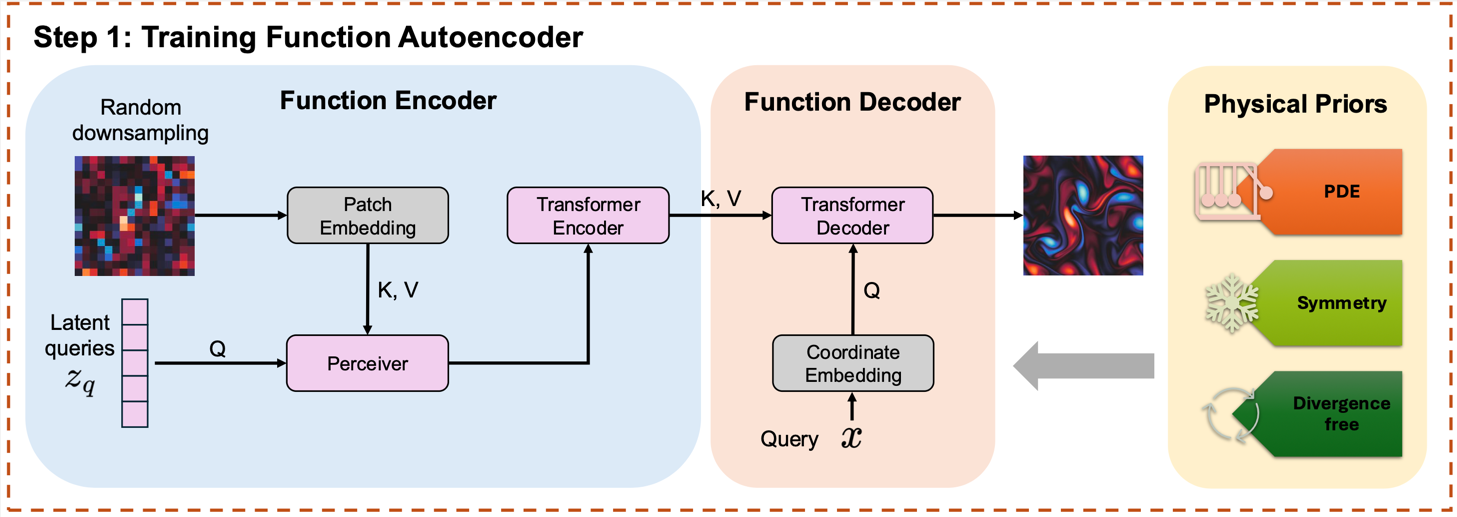 Step 1: Training Function Autoencoder
Function Encoder
Random
downsampling
Patch
Embedding
K, V
Latent
queries
z_q
Q
Perceiver
Transformer
Encoder
K, V
Function Decoder
Transformer
Decoder
Q
Coordinate
Embedding
Query x
Physical Priors
PDE
Symmetry
Divergence
free